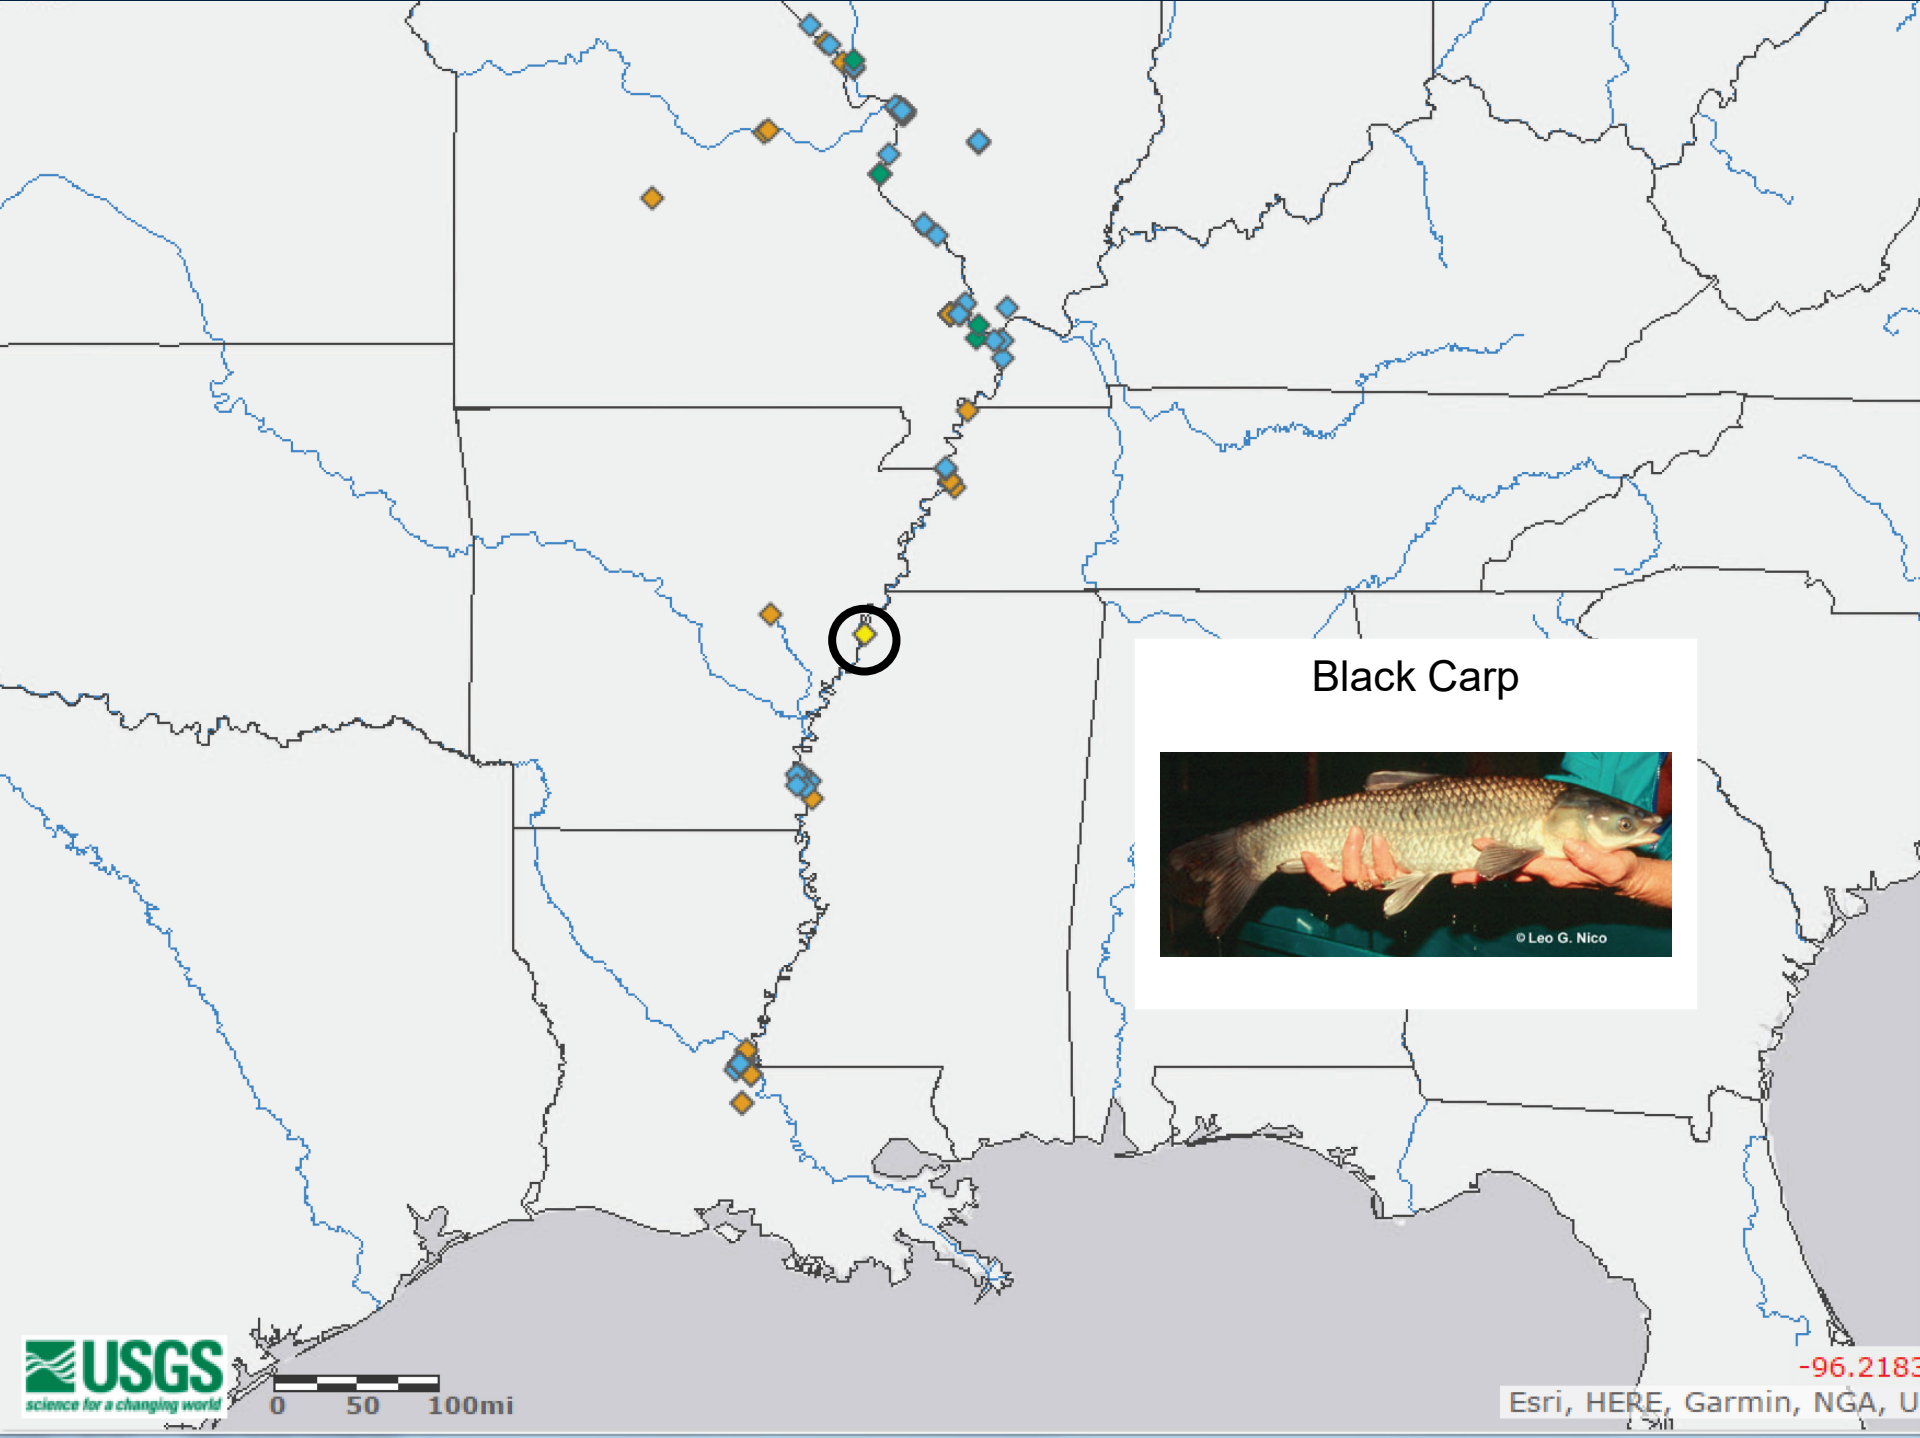 Black Carp
© Leo G. Nico
USGS
science for a changing world
0 50 100mi
-96.2183
Esri, HERE, Garmin, NGA, U